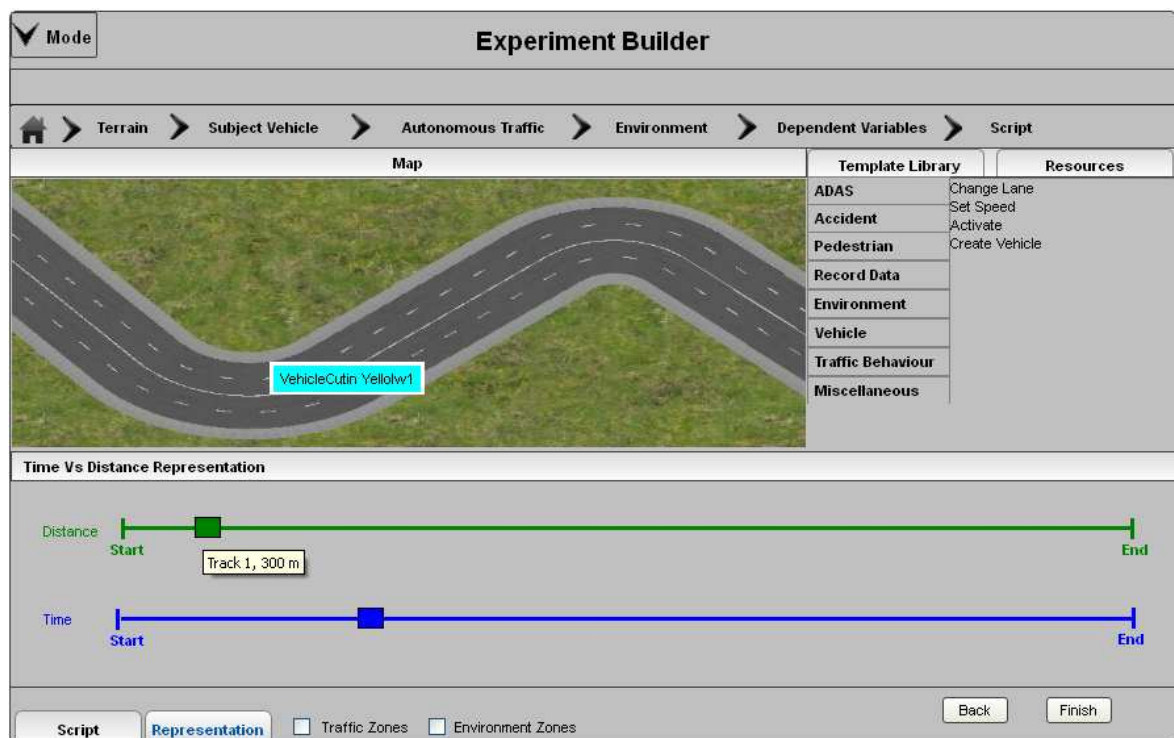 Mode
Experiment Builder
Terrain Subject Vehicle Autonomous Traffic Environment Dependent Variables Script
Map
Template Library Resources
ADAS
Accident
Pedestrian
Record Data
Environment
Vehicle
Traffic Behaviour
Miscellaneous
Change Lane
Set Speed
Activate
Create Vehicle
VehicleCutin Yellolw1
Time Vs Distance Representation
Distance
Start
End
Track 1, 300 m
Time
Start
End
Script Representation Traffic Zones Environment Zones
Back Finish